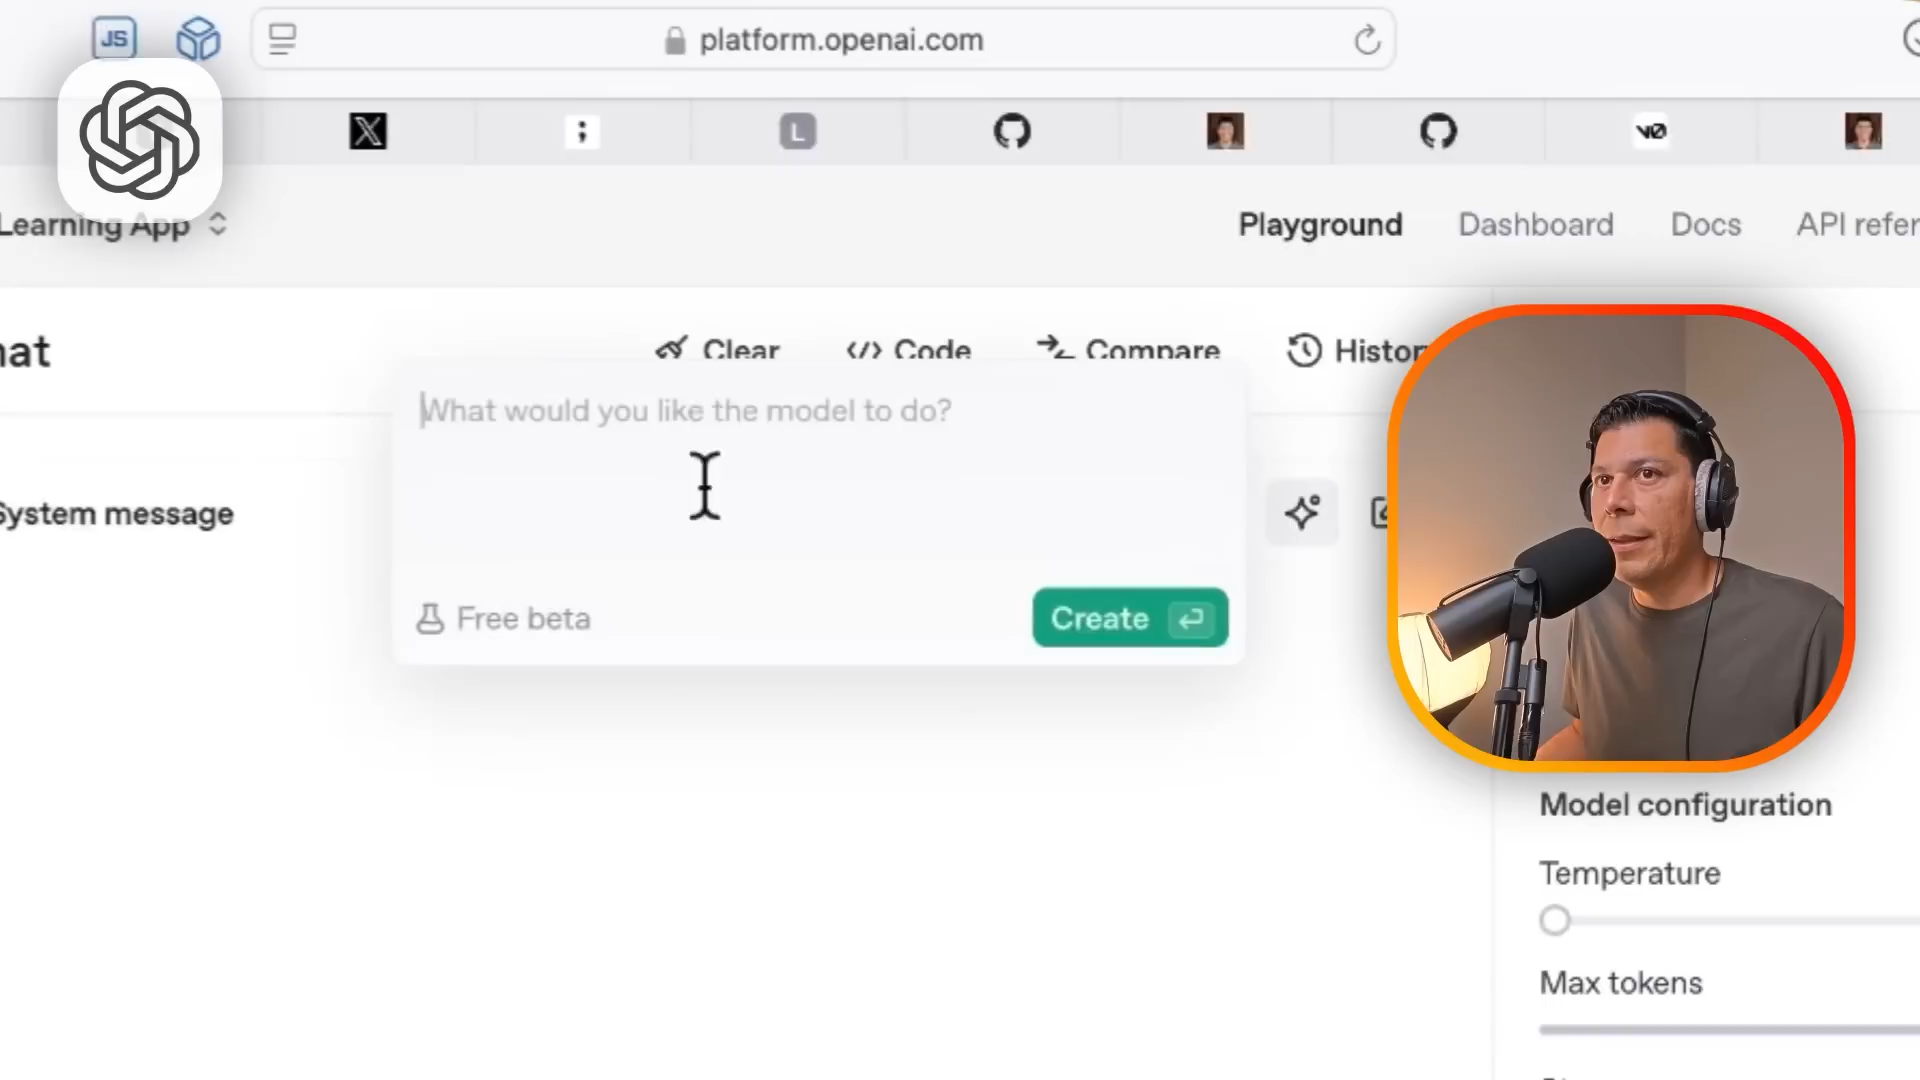 JS
platform.openai.com
L
Learning App
Playground
Dashboard
Docs
API refer
hat
Clear
Code
Compare
Histor
What would you like the model to do?
System message
Free beta
Create
Model configuration
Temperature
Max tokens